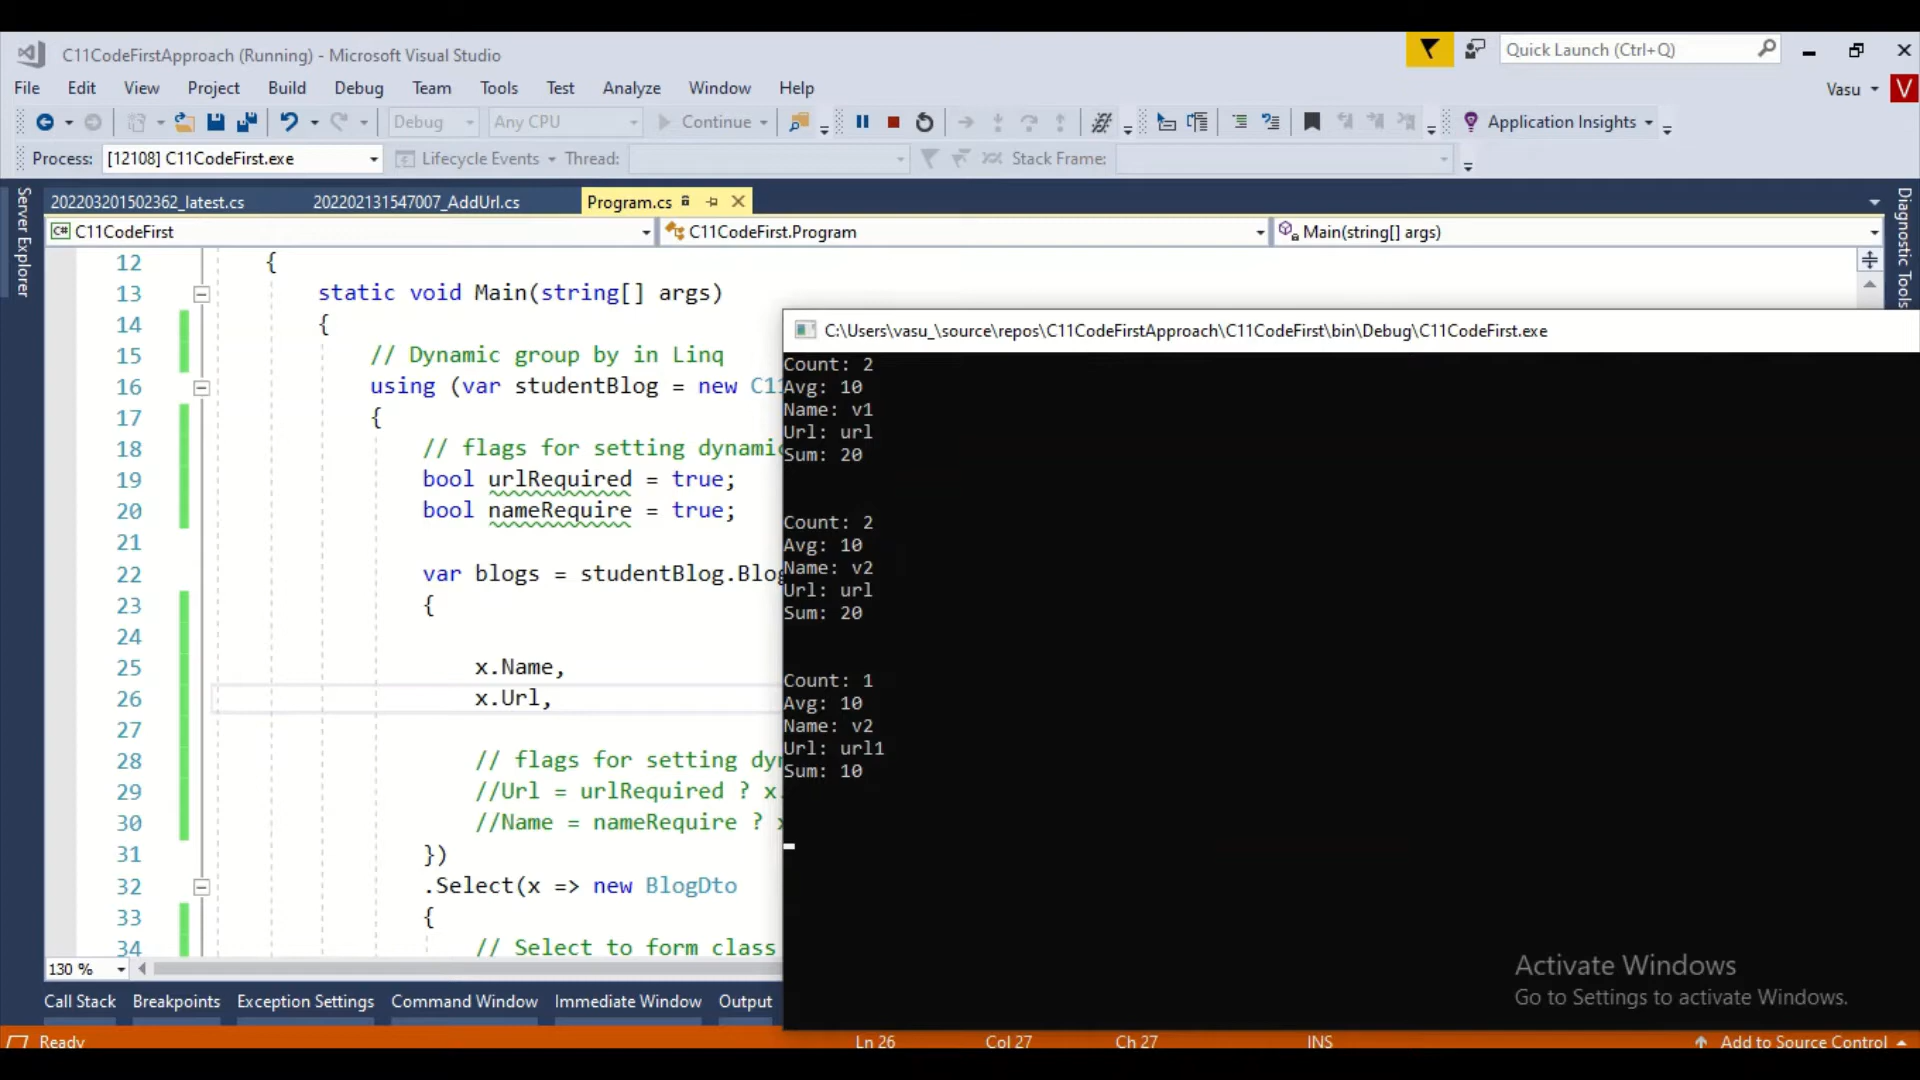 C11CodeFirstApproach (Running) - Microsoft Visual Studio
Quick Launch (Ctrl+Q)
File Edit View Project Build Debug Team Tools Test Analyze Window Help
Vasu V
Debug Any CPU Continue Application Insights
Process: [12108] C11CodeFirst.exe Lifecycle Events Thread: Stack Frame:
Server Explorer
202203201502362_latest.cs 202202131547007_AddUrl.cs Program.cs
Diagnostic Tools
C# C11CodeFirst C11CodeFirst.Program Main(string[] args)
12 {
13 static void Main(string[] args)
14 {
15 // Dynamic group by in Linq
16 using (var studentBlog = new C11
17 {
18 // flags for setting dynamic
19 bool urlRequired = true;
20 bool nameRequire = true;
21
22 var blogs = studentBlog.Blog
23 {
24
25 x.Name,
26 x.Url,
27
28 // flags for setting dyn
29 //Url = urlRequired ? x.
30 //Name = nameRequire ? x
31 })
32 .Select(x => new BlogDto
33 {
34 // Select to form class
C:\Users\vasu_\source\repos\C11CodeFirstApproach\C11CodeFirst\bin\Debug\C11CodeFirst.exe
Count: 2
Avg: 10
Name: v1
Url: url
Sum: 20
Count: 2
Avg: 10
Name: v2
Url: url
Sum: 20
Count: 1
Avg: 10
Name: v2
Url: url1
Sum: 10
Activate Windows
Go to Settings to activate Windows.
130 %
Call Stack Breakpoints Exception Settings Command Window Immediate Window Output
Ready Ln 26 Col 27 Ch 27 INS Add to Source Control